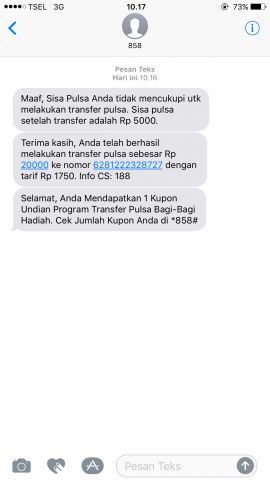 TSEL 3G 10.17 73%
858
Pesan Teks
Hari ini 10.16
Maaf, Sisa Pulsa Anda tidak mencukupi utk
melakukan transfer pulsa. Sisa pulsa
setelah transfer adalah Rp 5000.
Terima kasih, Anda telah berhasil
melakukan transfer pulsa sebesar Rp
20000 ke nomor 6281222328727 dengan
tarif Rp 1750. Info CS: 188
Selamat, Anda Mendapatkan 1 Kupon
Undian Program Transfer Pulsa Bagi-Bagi
Hadiah. Cek Jumlah Kupon Anda di *858#
Pesan Teks